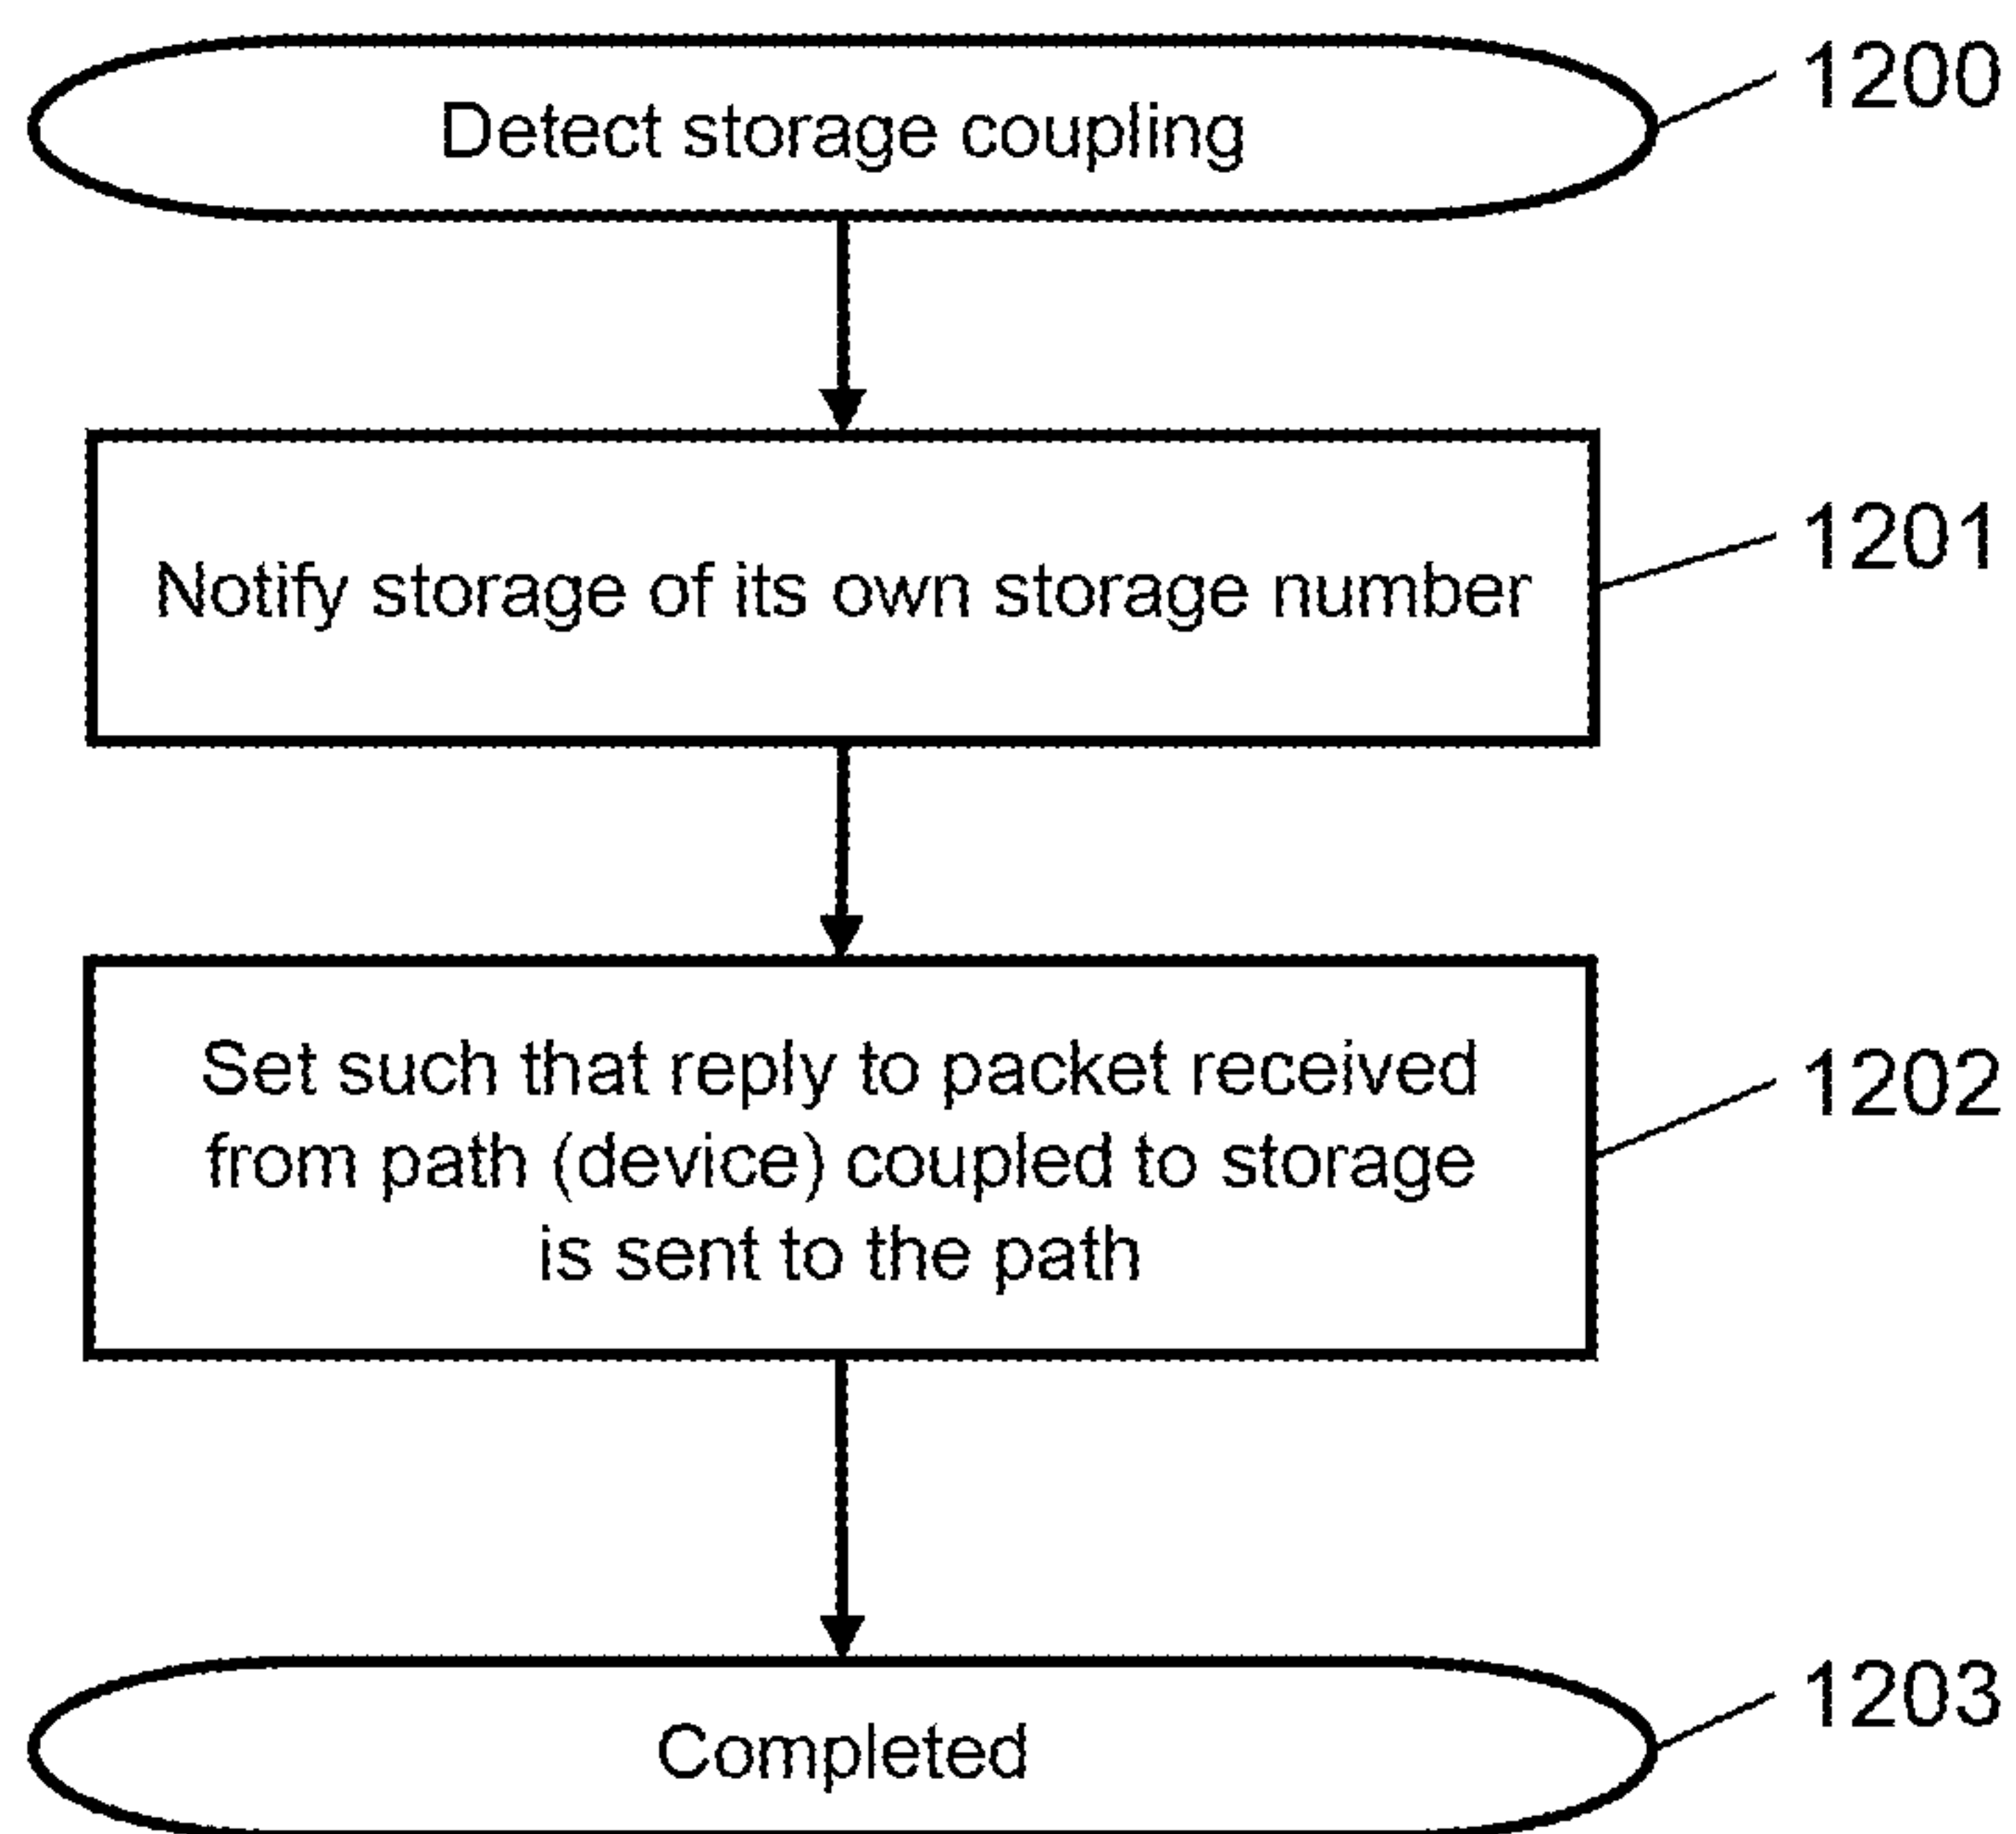 Detect storage coupling
1200
Notify storage of its own storage number
1201
Set such that reply to packet received
from path (device) coupled to storage
is sent to the path
1202
Completed
1203